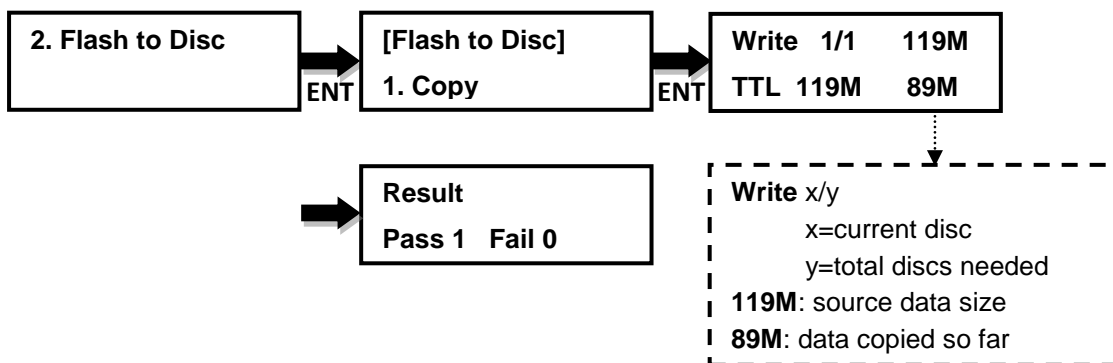 2. Flash to Disc
ENT
[Flash to Disc]
1. Copy
ENT
Write 1/1 119M
TTL 119M 89M
Result
Pass 1 Fail 0
Write x/y
x=current disc
y=total discs needed
119M: source data size
89M: data copied so far